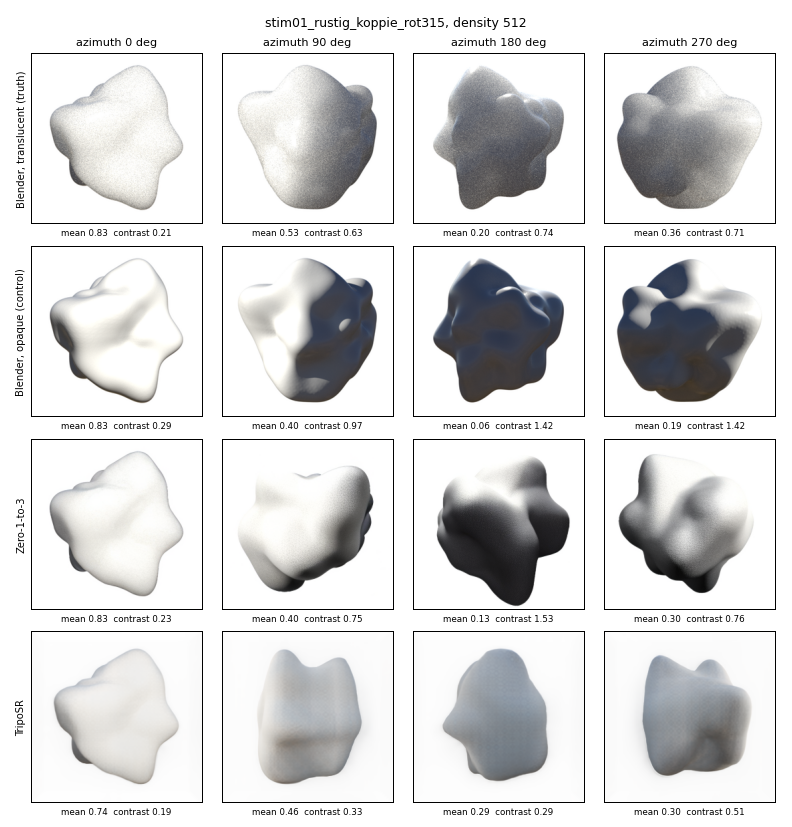 stim01_rustig_koppie_rot315, density 512
azimuth 0 deg
azimuth 90 deg
azimuth 180 deg
azimuth 270 deg
Blender, translucent (truth)
mean 0.83 contrast 0.21
mean 0.53 contrast 0.63
mean 0.20 contrast 0.74
mean 0.36 contrast 0.71
Blender, opaque (control)
mean 0.83 contrast 0.29
mean 0.40 contrast 0.97
mean 0.06 contrast 1.42
mean 0.19 contrast 1.42
Zero-1-to-3
mean 0.83 contrast 0.23
mean 0.40 contrast 0.75
mean 0.13 contrast 1.53
mean 0.30 contrast 0.76
TripoSR
mean 0.74 contrast 0.19
mean 0.46 contrast 0.33
mean 0.29 contrast 0.29
mean 0.30 contrast 0.51